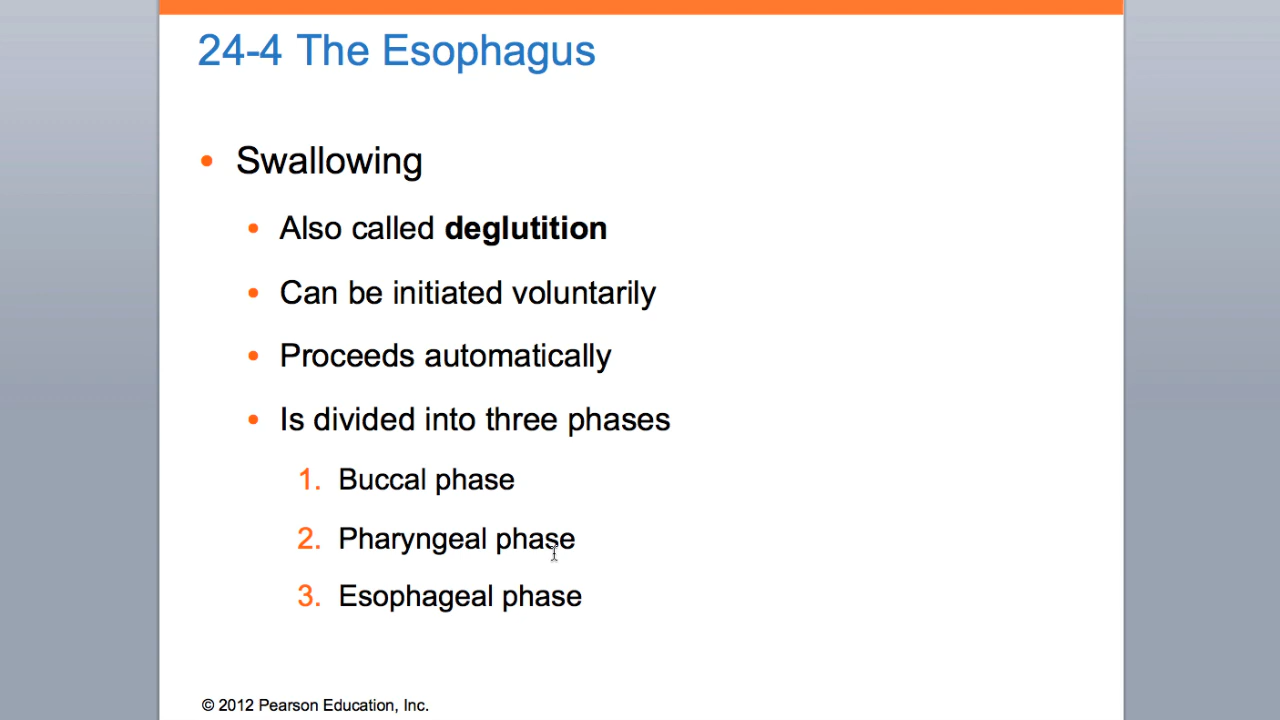 24-4 The Esophagus
• Swallowing
• Also called deglutition
• Can be initiated voluntarily
• Proceeds automatically
• Is divided into three phases
1. Buccal phase
2. Pharyngeal phase
3. Esophageal phase
© 2012 Pearson Education, Inc.